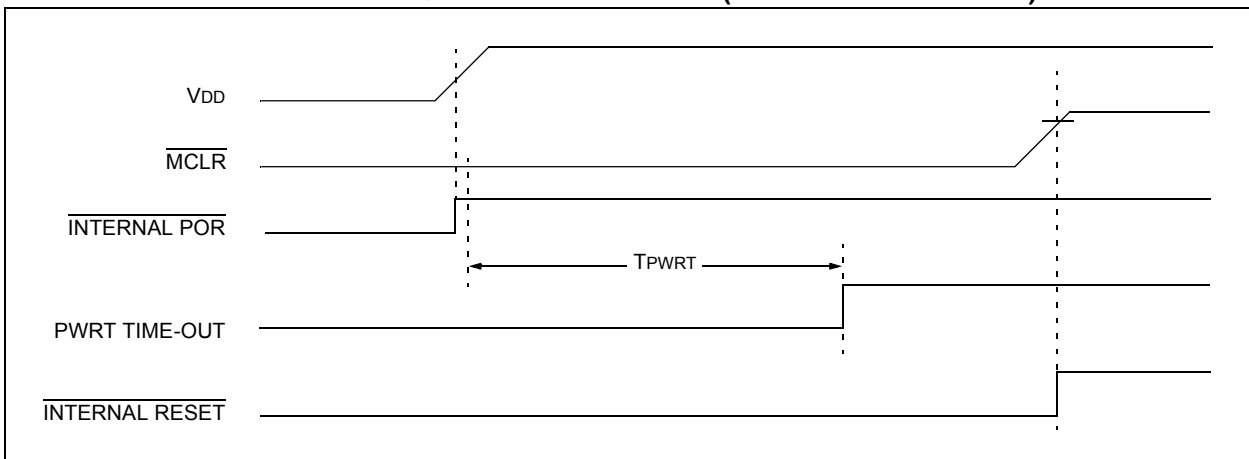 VDD
MCLR
INTERNAL POR
TPWRT
PWRT TIME-OUT
INTERNAL RESET